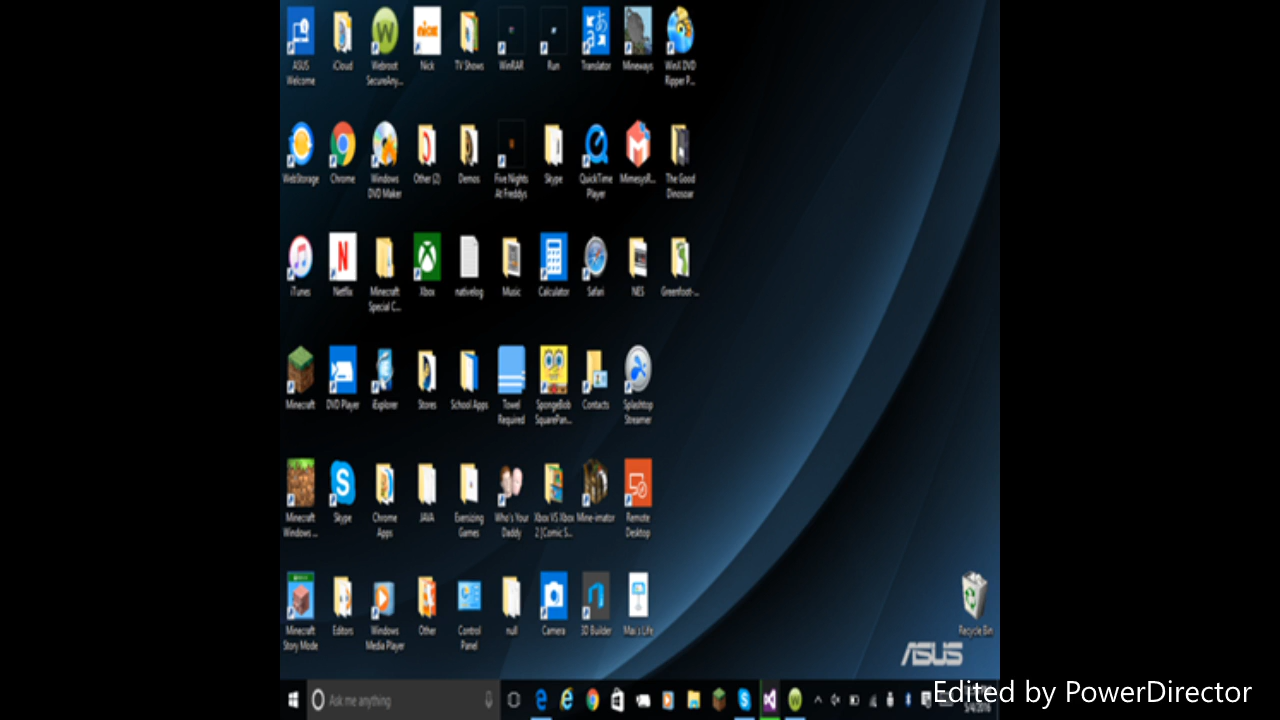 ASUS Welcome
iCloud
Webroot SecureAny...
Nick
TV Shows
WinRAR
Run
Translator
Mineways
WinX DVD Ripper P...
WebStorage
Chrome
Windows DVD Maker
Other (2)
Demos
Five Nights At Freddys
Skype
QuickTime Player
MimesysR...
The Good Dinosoar
iTunes
Netflix
Minecraft Special C...
Xbox
nativelog
Music
Calculator
Safari
NES
Greenfoot-...
Minecraft
DVD Player
iExplorer
Stores
School Apps
Towel Required
SpongeBob SquarePan...
Contacts
Splashtop Streamer
Minecraft Windows ...
Skype
Chrome Apps
JAVA
Exersizing Games
Who's Your Daddy
Xbox VS Xbox 2 [Comic S...
Mine-imator
Remote Desktop
Minecraft Story Mode
Editors
Windows Media Player
Other
Control Panel
null
Camera
3D Builder
Max's Life
Recycle Bin
ASUS
Ask me anything
Edited by PowerDirector